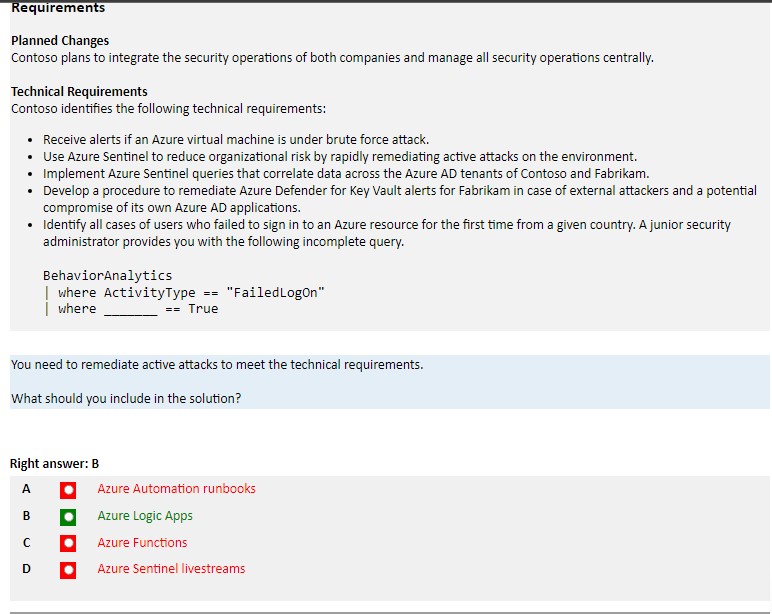 Requirements
Planned Changes
Contoso plans to integrate the security operations of both companies and manage all security operations centrally.
Technical Requirements
Contoso identifies the following technical requirements:
• Receive alerts if an Azure virtual machine is under brute force attack.
• Use Azure Sentinel to reduce organizational risk by rapidly remediating active attacks on the environment.
• Implement Azure Sentinel queries that correlate data across the Azure AD tenants of Contoso and Fabrikam.
• Develop a procedure to remediate Azure Defender for Key Vault alerts for Fabrikam in case of external attackers and a potential
compromise of its own Azure AD applications.
• Identify all cases of users who failed to sign in to an Azure resource for the first time from a given country. A junior security
administrator provides you with the following incomplete query.
BehaviorAnalytics
| where ActivityType == "FailedLogOn"
| where _______ == True
You need to remediate active attacks to meet the technical requirements.
What should you include in the solution?
Right answer: B
A Azure Automation runbooks
B Azure Logic Apps
C Azure Functions
D Azure Sentinel livestreams